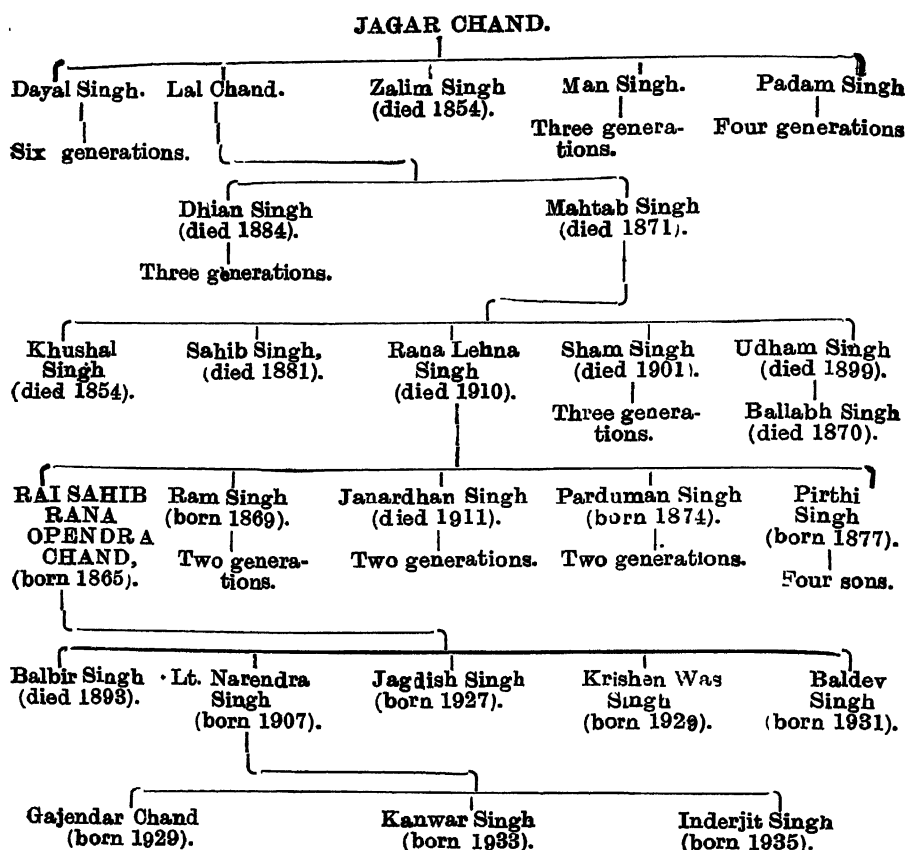 JAGAR CHAND.
Dayal Singh. Lal Chand. Zalim Singh Man Singh. Padam Singh
(died 1854).
Three genera- Four generations
Six generations. tions.
Dhian Singh Mahtab Singh
(died 1884). (died 1871).
Three generations.
Khushal Sahib Singh, Rana Lehna Sham Singh Udham Singh
Singh (died 1881). Singh (died 1901). (died 1899).
(died 1854). (died 1910).
Three genera- Ballabh Singh
tions. (died 1870).
RAI SAHIB Ram Singh Janardhan Singh Parduman Singh Pirthi
RANA (born 1869). (died 1911). (born 1874). Singh
OPENDRA (born 1877).
CHAND, Two genera- Two generations. Two generations.
(born 1865). tions. Four sons.
Balbir Singh Lt. Narendra Jagdish Singh Krishen Was Baldev
(died 1893). Singh (born 1927). Singh Singh
(born 1907). (born 1929). (born 1931).
Gajendar Chand Kanwar Singh Inderjit Singh
(born 1929). (born 1933). (born 1935).